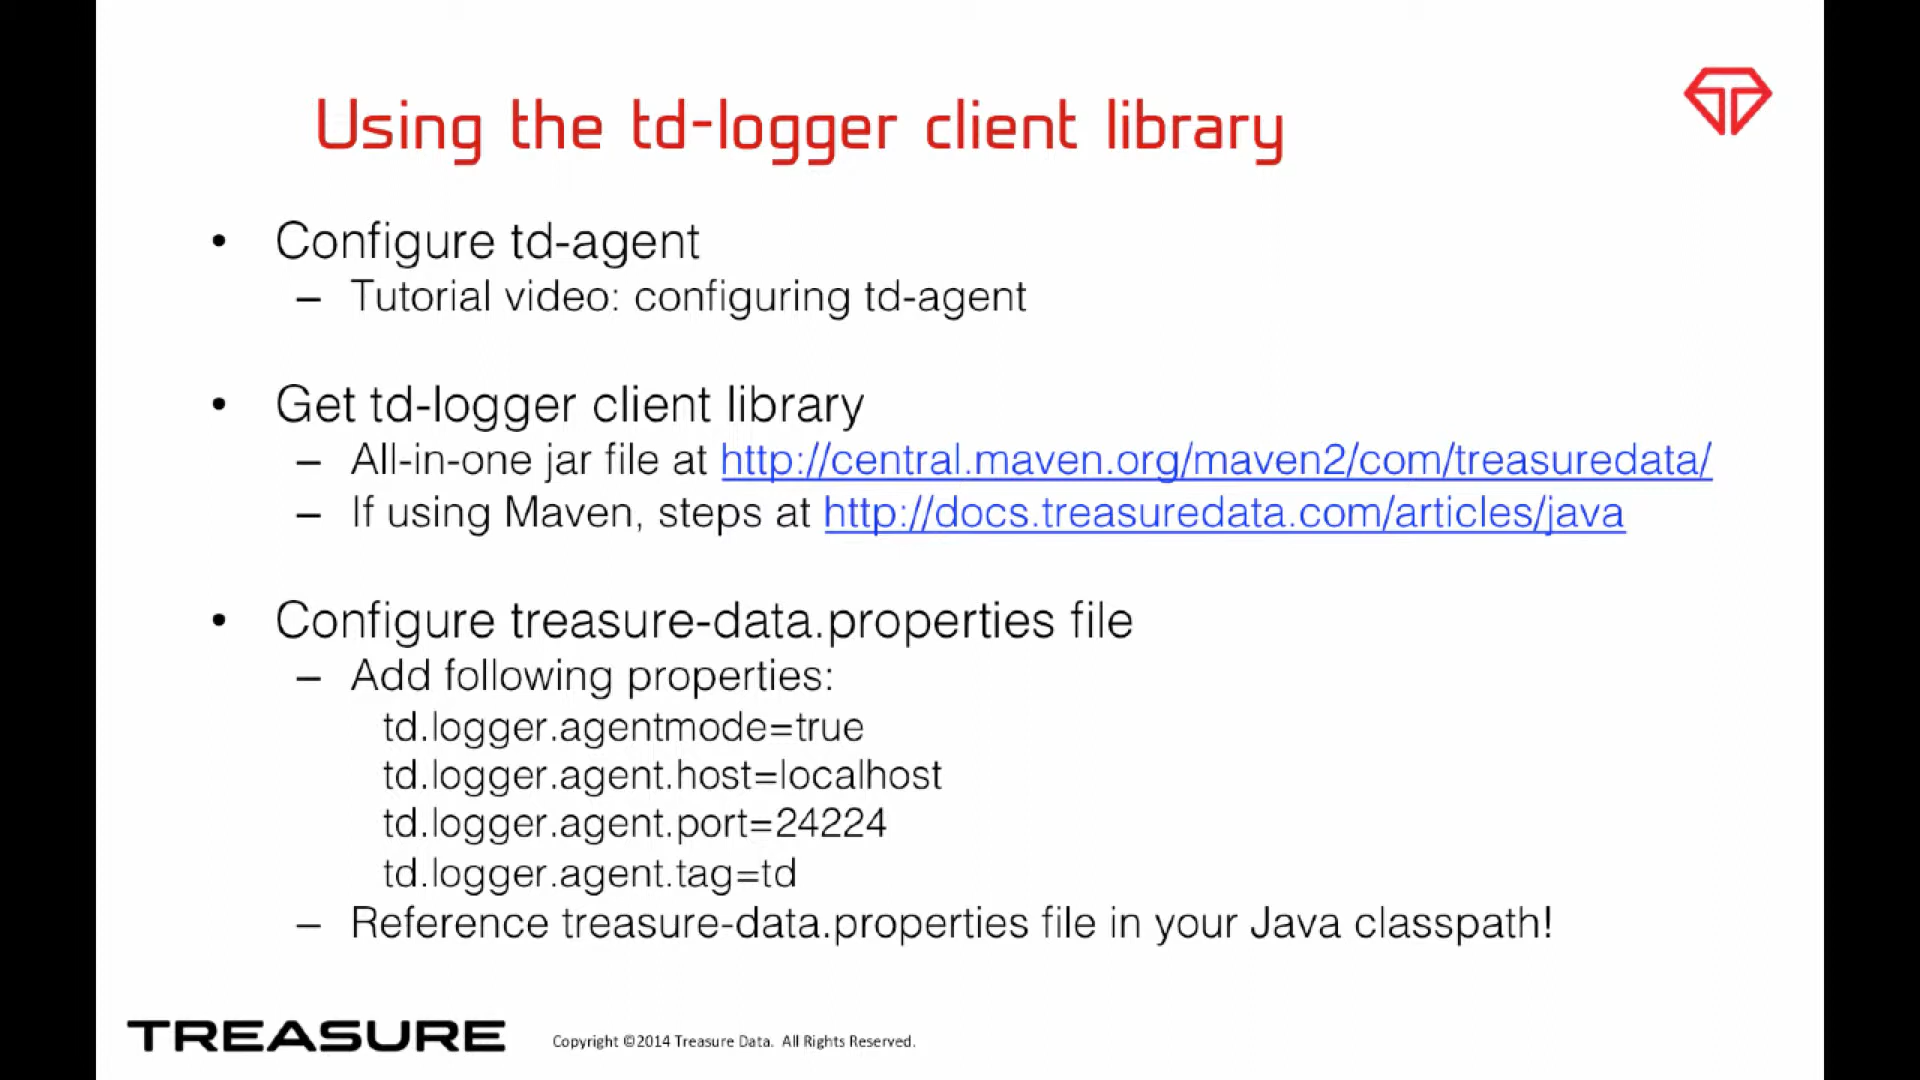 Using the td-logger client library
• Configure td-agent
– Tutorial video: configuring td-agent
• Get td-logger client library
– All-in-one jar file at http://central.maven.org/maven2/com/treasuredata/
– If using Maven, steps at http://docs.treasuredata.com/articles/java
• Configure treasure-data.properties file
– Add following properties:
td.logger.agentmode=true
td.logger.agent.host=localhost
td.logger.agent.port=24224
td.logger.agent.tag=td
– Reference treasure-data.properties file in your Java classpath!
TREASURE
Copyright ©2014 Treasure Data. All Rights Reserved.